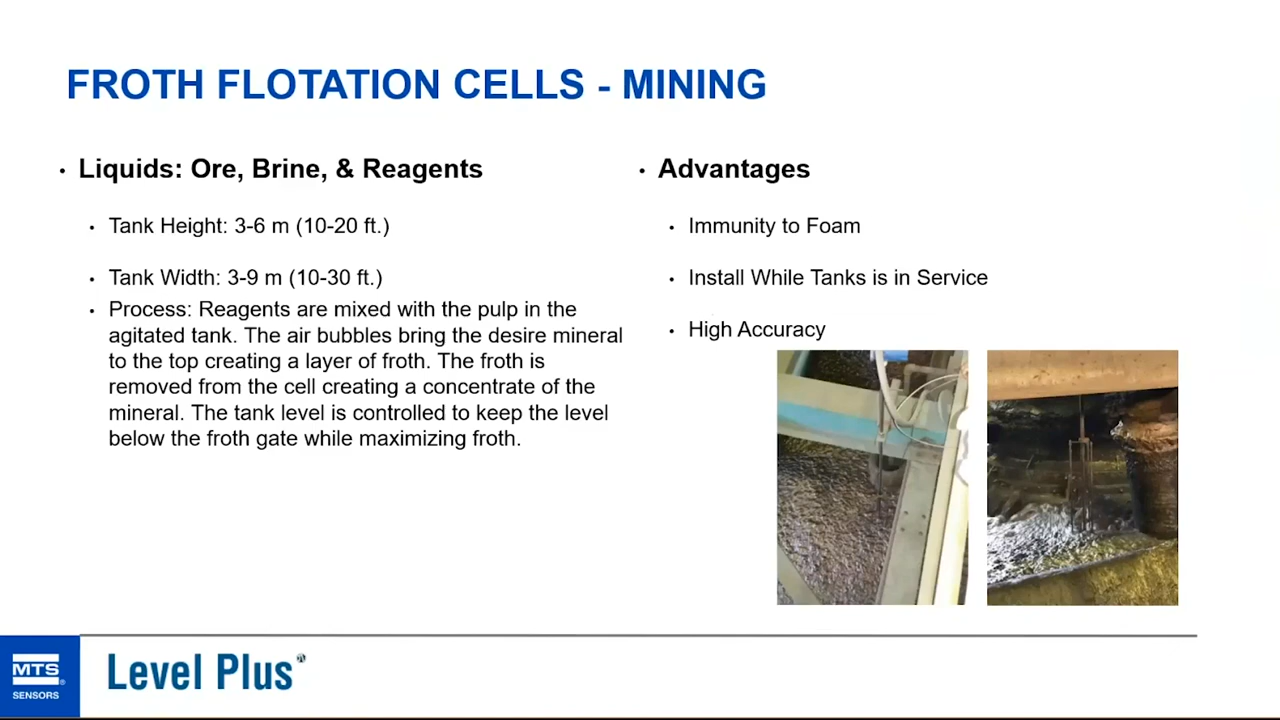 FROTH FLOTATION CELLS - MINING
• Liquids: Ore, Brine, & Reagents
• Tank Height: 3-6 m (10-20 ft.)
• Tank Width: 3-9 m (10-30 ft.)
• Process: Reagents are mixed with the pulp in the
agitated tank. The air bubbles bring the desire mineral
to the top creating a layer of froth. The froth is
removed from the cell creating a concentrate of the
mineral. The tank level is controlled to keep the level
below the froth gate while maximizing froth.
• Advantages
• Immunity to Foam
• Install While Tanks is in Service
• High Accuracy
MTS
SENSORS
Level Plus®